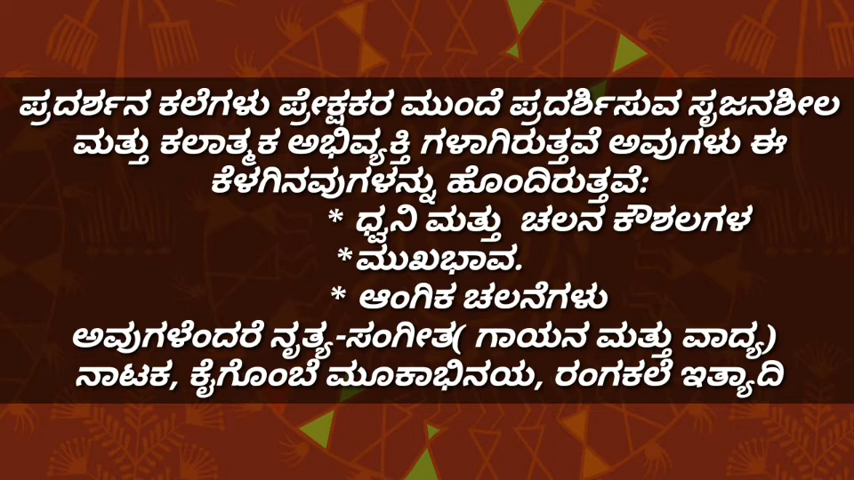 ಪ್ರದರ್ಶನ ಕಲೆಗಳು ಪ್ರೇಕ್ಷಕರ ಮುಂದೆ ಪ್ರದರ್ಶಿಸುವ ಸೃಜನಶೀಲ
ಮತ್ತು ಕಲಾತ್ಮಕ ಅಭಿವ್ಯಕ್ತಿ ಗಳಾಗಿರುತ್ತವೆ ಅವುಗಳು ಈ
ಕೆಳಗಿನವುಗಳನ್ನು ಹೊಂದಿರುತ್ತವೆ:
* ಧ್ವನಿ ಮತ್ತು ಚಲನ ಕೌಶಲಗಳ
*ಮುಖಭಾವ.
* ಆಂಗಿಕ ಚಲನೆಗಳು
ಅವುಗಳೆಂದರೆ ನೃತ್ಯ-ಸಂಗೀತ( ಗಾಯನ ಮತ್ತು ವಾದ್ಯ)
ನಾಟಕ, ಕೈಗೊಂಬೆ ಮೂಕಾಭಿನಯ, ರಂಗಕಲೆ ಇತ್ಯಾದಿ